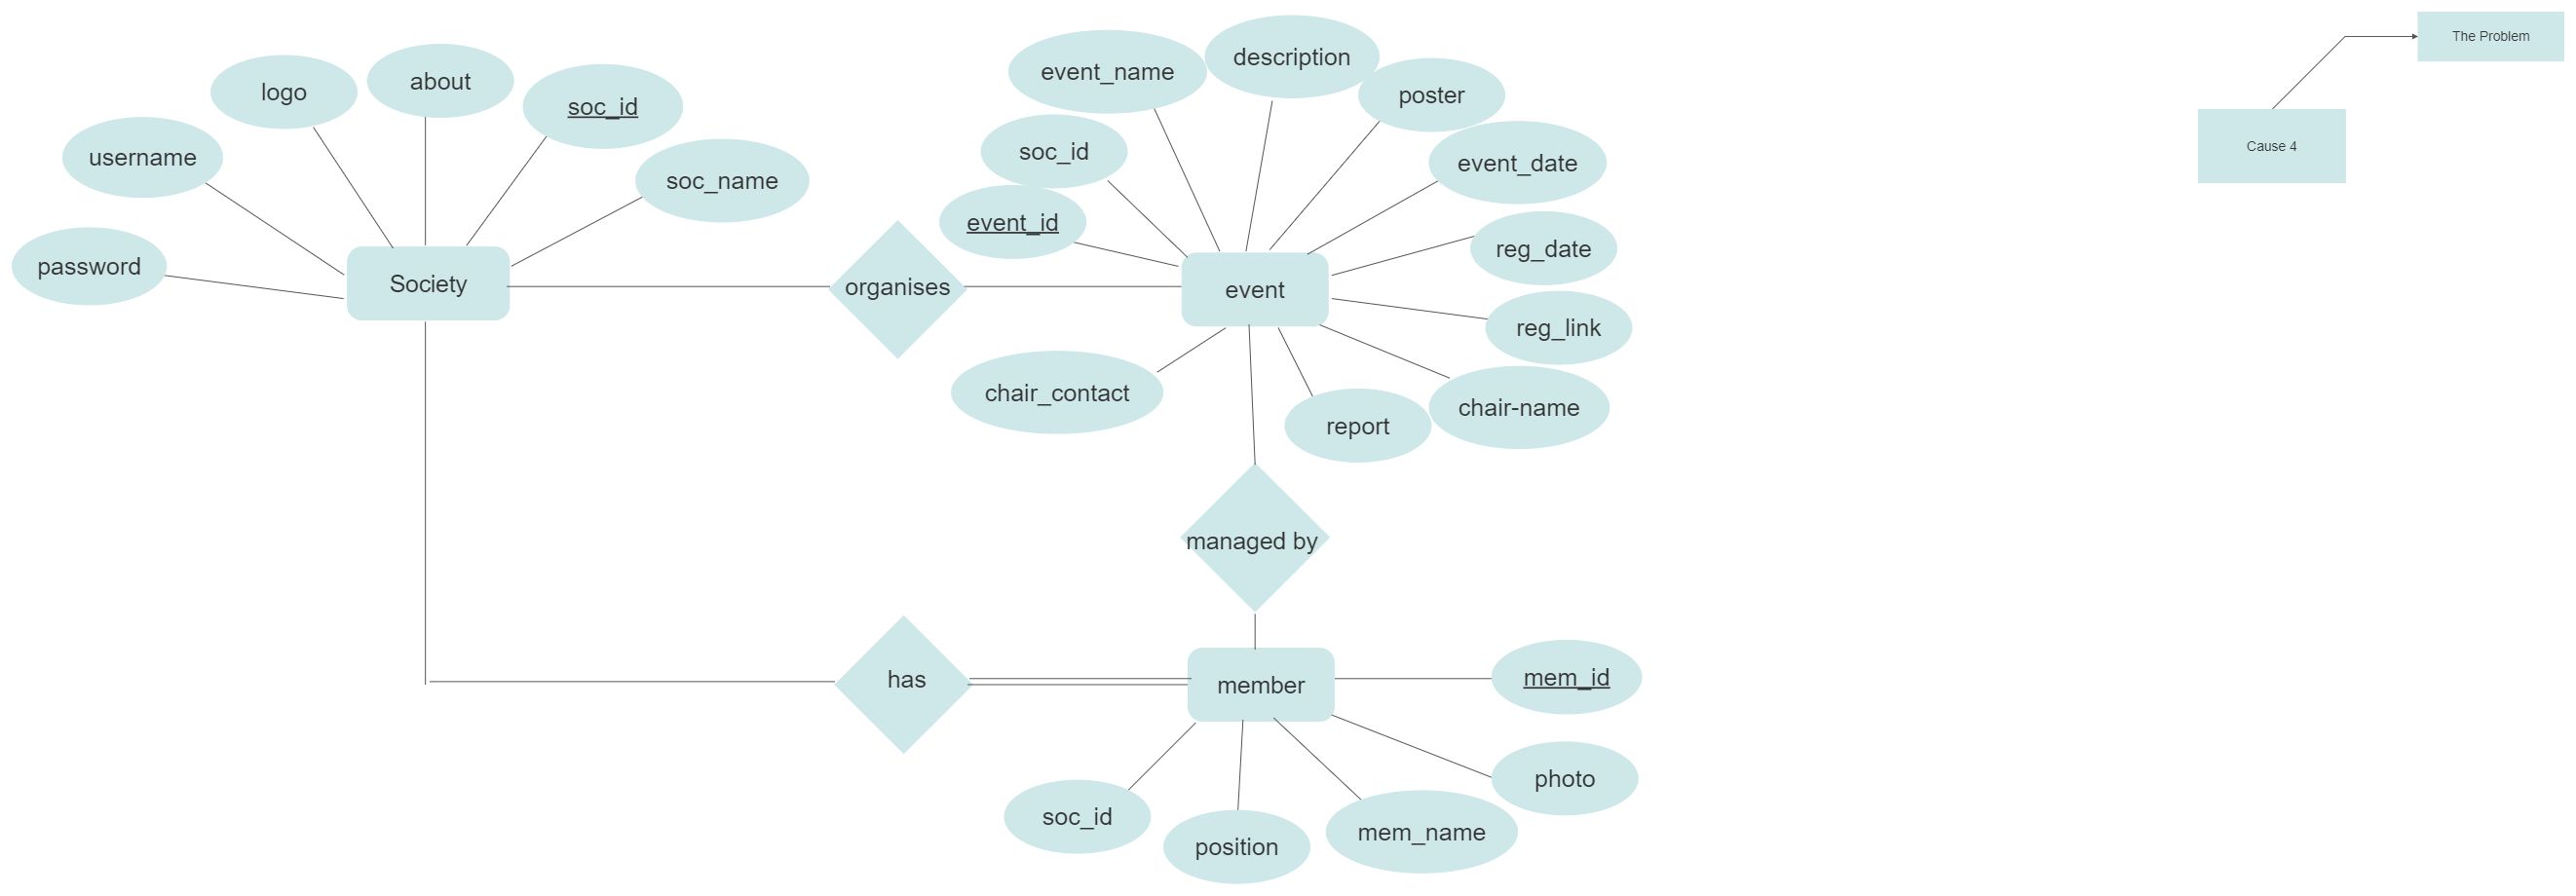 The Problem
Cause 4
logo
about
soc_id
username
soc_name
password
Society
organises
event_name
description
poster
soc_id
event_date
event_id
reg_date
event
reg_link
chair_contact
chair-name
report
managed by
has
member
mem_id
photo
soc_id
position
mem_name